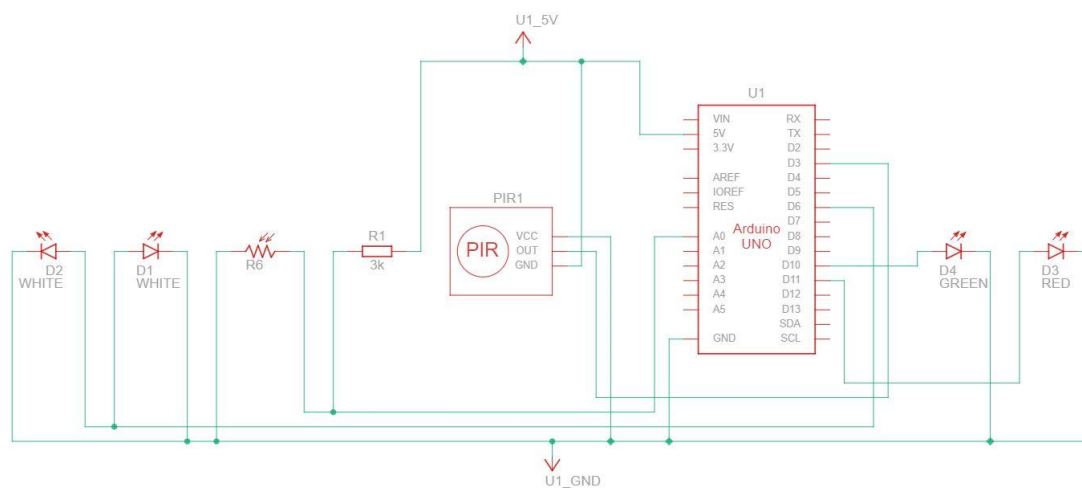 U1_5V
U1
VIN
5V
3.3V
AREF
IOREF
RES
A0
A1
A2
A3
A4
A5
GND
Arduino
UNO
RX
TX
D2
D3
D4
D5
D6
D7
D8
D9
D10
D11
D12
D13
SDA
SCL
PIR1
PIR
VCC
OUT
GND
D2
WHITE
D1
WHITE
R6
R1
3k
D4
GREEN
D3
RED
U1_GND